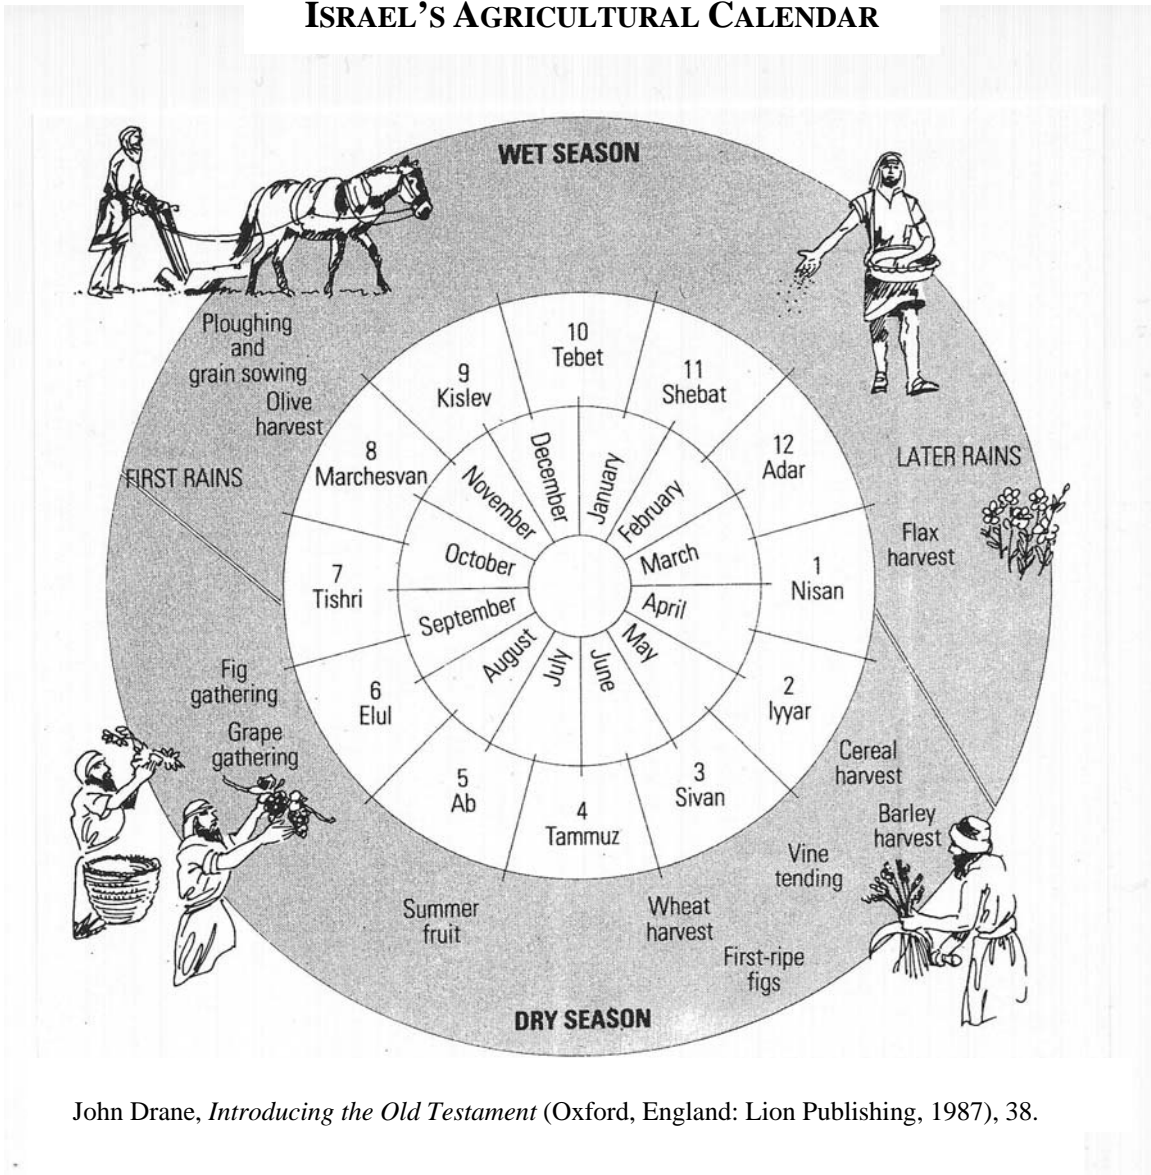 ISRAEL'S AGRICULTURAL CALENDAR
WET SEASON
Ploughing
and
grain sowing
Olive
harvest
FIRST RAINS
LATER RAINS
Flax
harvest
10
Tebet
11
Shebat
12
Adar
1
Nisan
2
Iyyar
3
Sivan
4
Tammuz
5
Ab
6
Elul
7
Tishri
8
Marchesvan
9
Kislev
January
February
March
April
May
June
July
August
September
October
November
December
Cereal
harvest
Barley
harvest
Vine
tending
Wheat
harvest
First-ripe
figs
Summer
fruit
Grape
gathering
Fig
gathering
DRY SEASON
John Drane, Introducing the Old Testament (Oxford, England: Lion Publishing, 1987), 38.